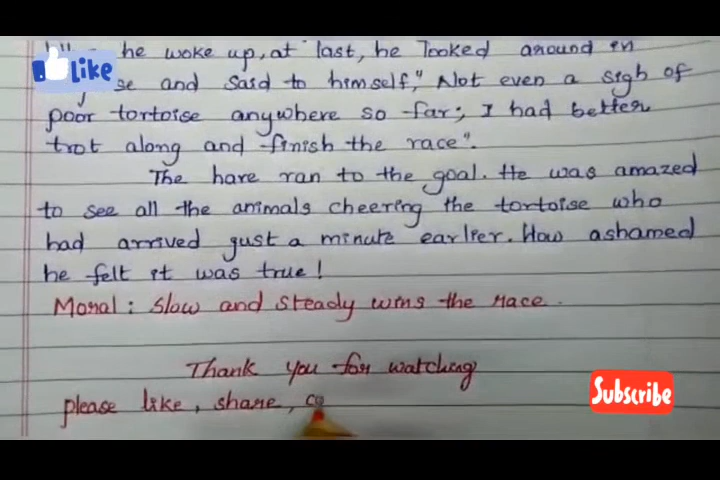 he woke up, at last, he looked around in
Like
se and said to himself," Not even a sigh of
poor tortoise anywhere so far; I had better
trot along and finish the race".
The hare ran to the goal. He was amazed
to see all the animals cheering the tortoise who
had arrived just a minute earlier. How ashamed
he felt it was true!
Moral: Slow and steady wins the race.
Thank you for watching
Subscribe
please like, share, co